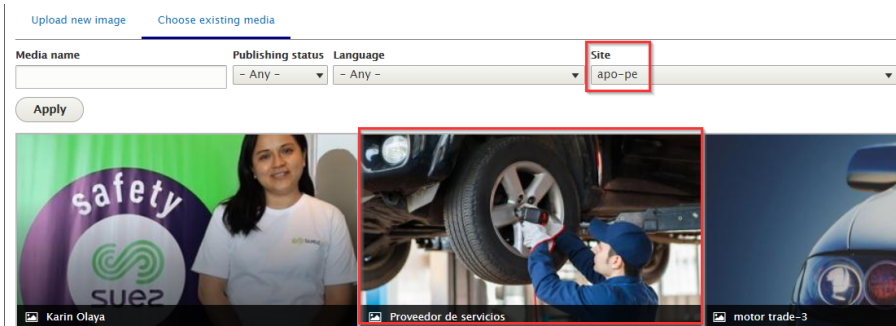 Upload new image
Choose existing media
Media name
Publishing status
Language
Site
- Any -
- Any -
apo-pe
Apply
safety
suez
suez
Karin Olaya
Proveedor de servicios
motor trade-3